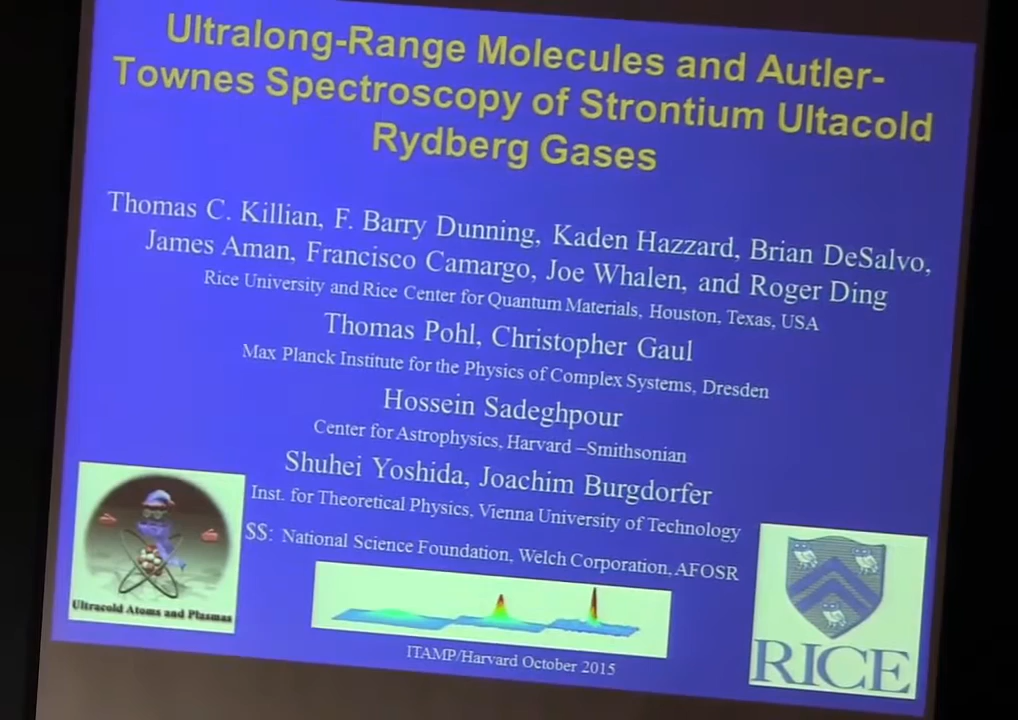 Ultralong-Range Molecules and Autler-
Townes Spectroscopy of Strontium Ultacold
Rydberg Gases
Thomas C. Killian, F. Barry Dunning, Kaden Hazzard, Brian DeSalvo,
James Aman, Francisco Camargo, Joe Whalen, and Roger Ding
Rice University and Rice Center for Quantum Materials, Houston, Texas, USA
Thomas Pohl, Christopher Gaul
Max Planck Institute for the Physics of Complex Systems, Dresden
Hossein Sadeghpour
Center for Astrophysics, Harvard –Smithsonian
Shuhei Yoshida, Joachim Burgdorfer
Inst. for Theoretical Physics, Vienna University of Technology
$$: National Science Foundation, Welch Corporation, AFOSR
Ultracold Atoms and Plasmas
ITAMP/Harvard October 2015
RICE